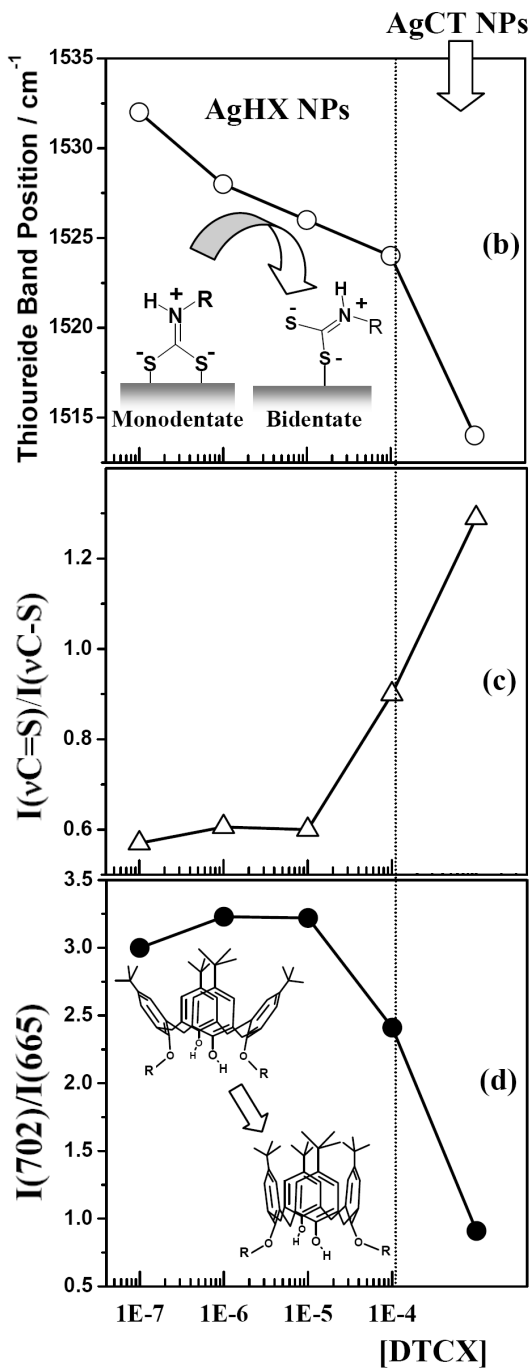 AgCT NPs
AgHX NPs
Thioureide Band Position / cm⁻¹
1535
1530
1525
1520
1515
(b)
H + R
N
-S S-
Monodentate
H
S- N + R
S-
Bidentate
I(νC=S)/I(νC-S)
1.2
1.0
0.8
0.6
(c)
I(702)/I(665)
3.5
3.0
2.5
2.0
1.5
1.0
0.5
(d)
O H O H O
R R
O H O H O
R R
1E-7 1E-6 1E-5 1E-4
[DTCX]